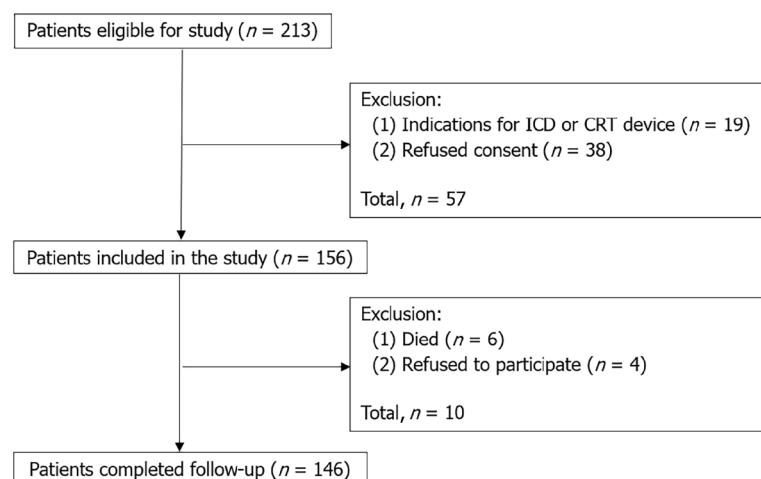 Patients eligible for study (n = 213)
Exclusion:
(1) Indications for ICD or CRT device (n = 19)
(2) Refused consent (n = 38)
Total, n = 57
Patients included in the study (n = 156)
Exclusion:
(1) Died (n = 6)
(2) Refused to participate (n = 4)
Total, n = 10
Patients completed follow-up (n = 146)